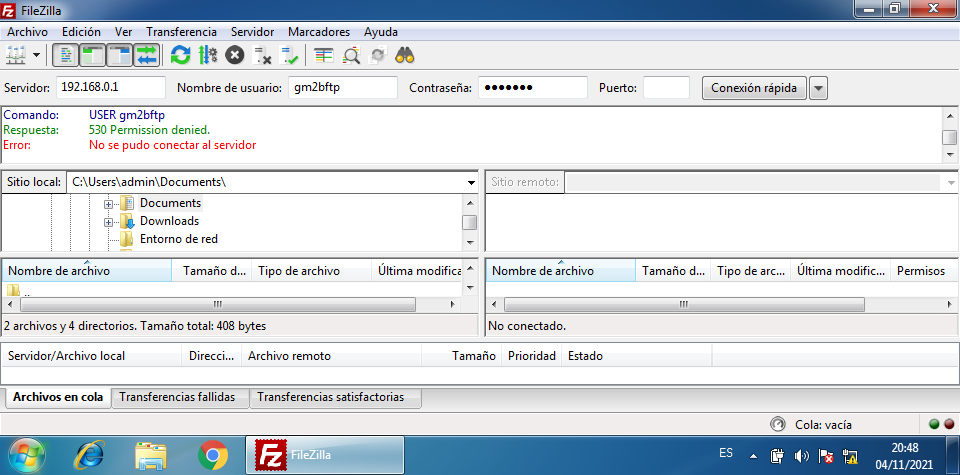 FileZilla
Archivo Edición Ver Transferencia Servidor Marcadores Ayuda
Servidor: 192.168.0.1 Nombre de usuario: gm2bftp Contraseña: ●●●●●●● Puerto: Conexión rápida
Comando: USER gm2bftp
Respuesta: 530 Permission denied.
Error: No se pudo conectar al servidor
Sitio local: C:\Users\admin\Documents\ Sitio remoto:
Documents
Downloads
Entorno de red
Nombre de archivo Tamaño d... Tipo de archivo Última modifica Nombre de archivo Tamaño d... Tipo de arc... Última modific... Permisos
..
2 archivos y 4 directorios. Tamaño total: 408 bytes No conectado.
Servidor/Archivo local Direcci... Archivo remoto Tamaño Prioridad Estado
Archivos en cola Transferencias fallidas Transferencias satisfactorias
Cola: vacía
FileZilla ES 20:48
04/11/2021